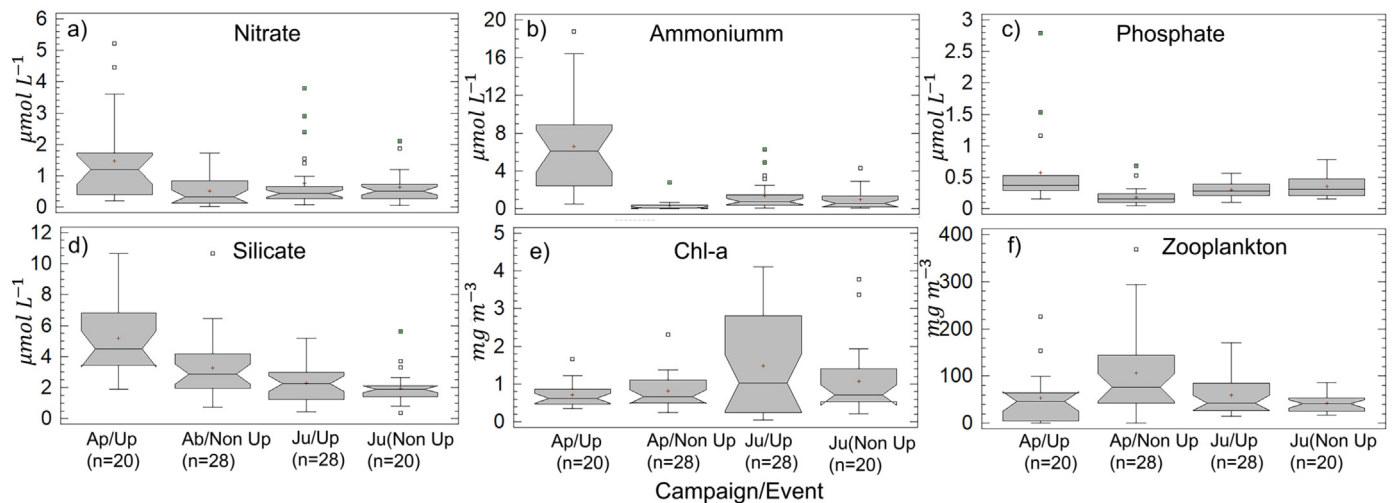 a) Nitrate
6
5
4
3
2
1
0
μmol L⁻¹
b) Ammoniumm
20
16
12
8
4
0
μmol L⁻¹
c) Phosphate
3
2.5
2
1.5
1
0.5
0
μmol L⁻¹
d) Silicate
12
10
8
6
4
2
0
μmol L⁻¹
Ap/Up Ab/Non Up Ju/Up Ju(Non Up
(n=20) (n=28) (n=28) (n=20)
e) Chl-a
5
4
3
2
1
0
mg m⁻³
Ap/Up Ap/Non Up Ju/Up Ju(Non Up
(n=20) (n=28) (n=28) (n=20)
f) Zooplankton
400
300
200
100
0
mg m⁻³
Ap/Up Ap/Non Up Ju/Up Ju(Non Up
(n=20) (n=28) (n=28) (n=20)
Campaign/Event